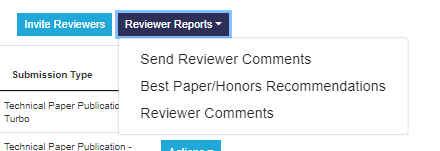 Invite Reviewers
Reviewer Reports
Send Reviewer Comments
Best Paper/Honors Recommendations
Reviewer Comments
Submission Type
Technical Paper
Turbo
Technical Paper Publication -
Actions